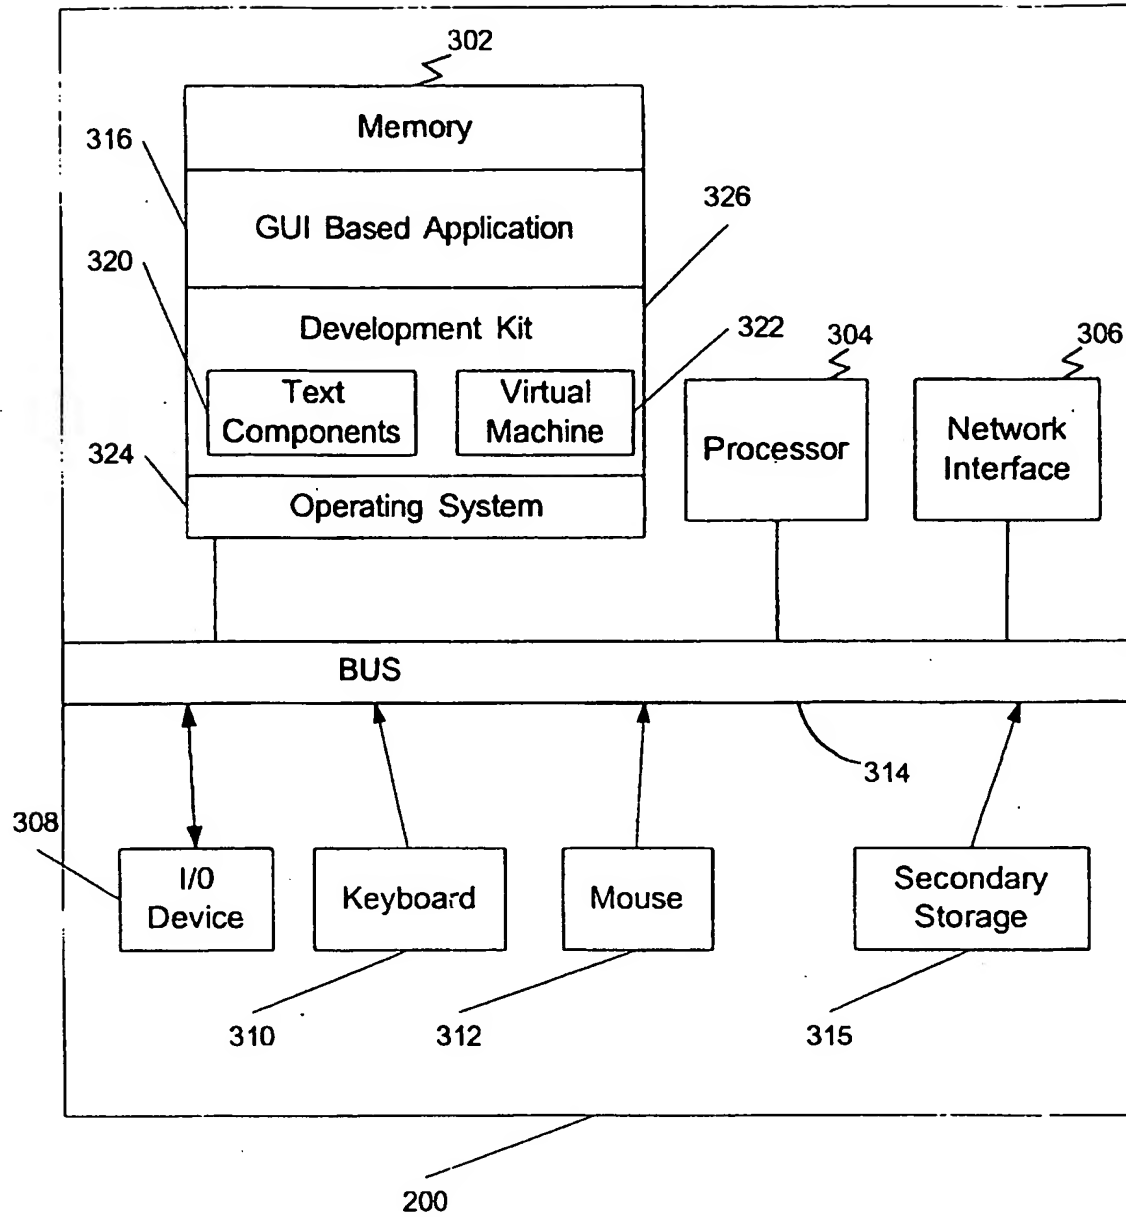 302
Memory
316
GUI Based Application
326
320
Development Kit
322
304
306
Text
Components
Virtual
Machine
Processor
Network
Interface
324
Operating System
BUS
314
308
I/0
Device
Keyboard
Mouse
Secondary
Storage
310
312
315
200